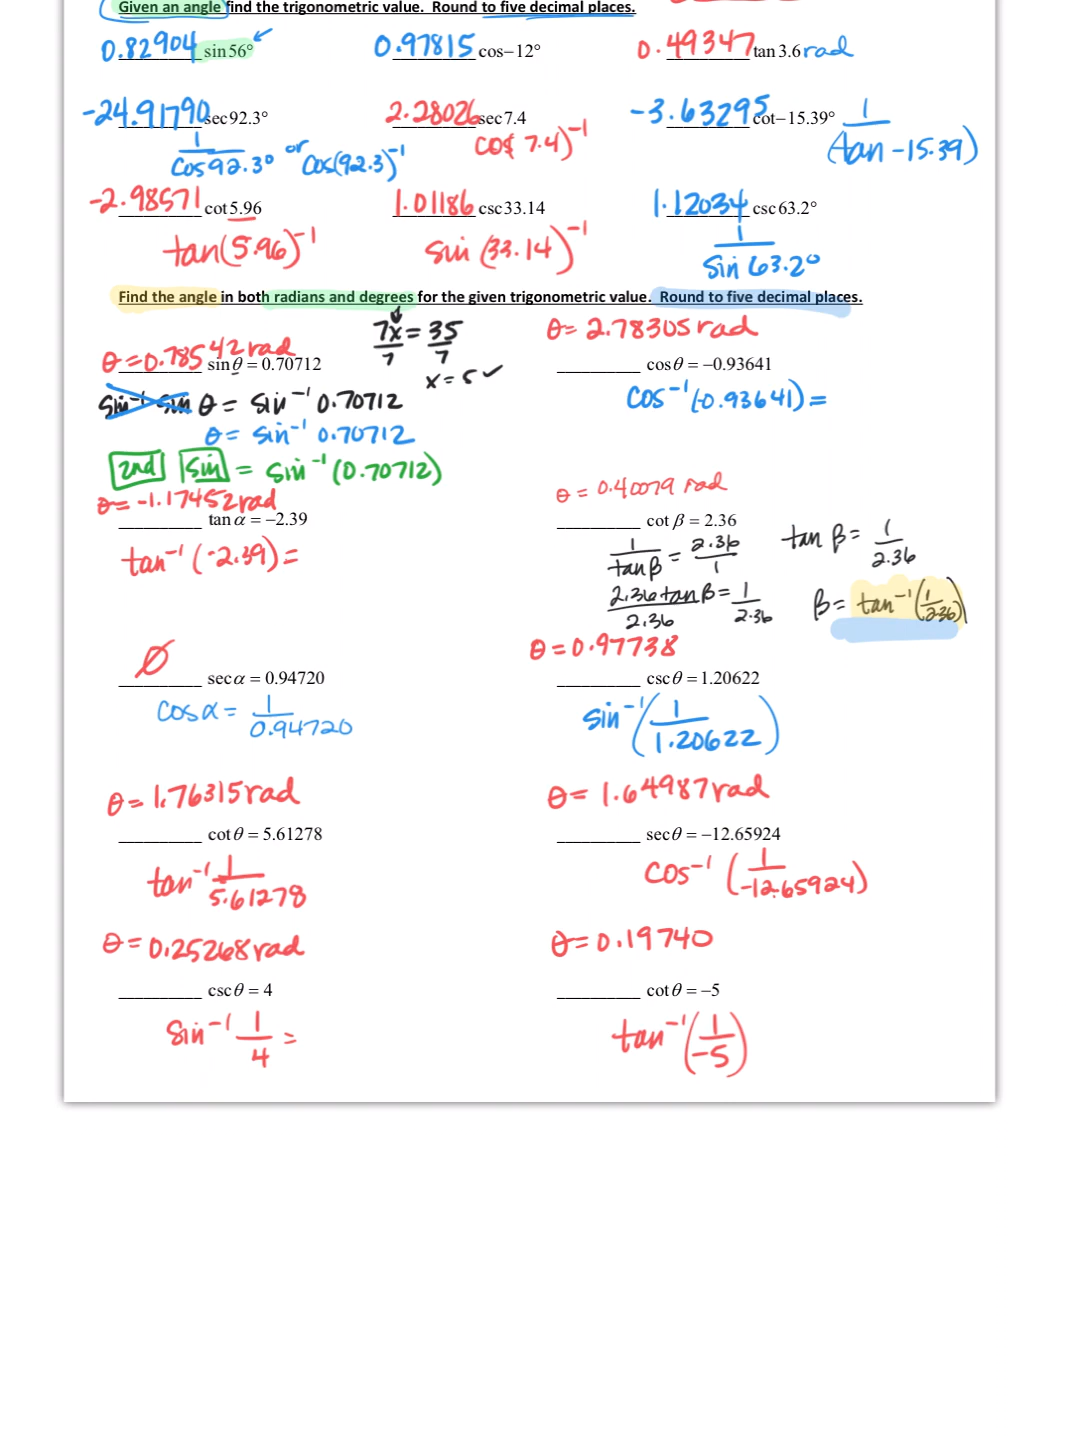 Given an angle find the trigonometric value. Round to five decimal places.
0.82904 sin 56° 0.97815 cos−12° 0.49347 tan 3.6 rad
-24.91790 sec 92.3° 2.28026 sec 7.4 -3.63295 cot−15.39° 1/(tan -15.39)
1/cos 92.3° or cos(92.3)^-1 cos(7.4)^-1
-2.98571 cot 5.96 1.01186 csc 33.14 1.12034 csc 63.2°
tan(5.96)^-1 sin(33.14)^-1 1/sin 63.2°
Find the angle in both radians and degrees for the given trigonometric value. Round to five decimal places.
θ=0.78542 rad sin θ = 0.70712 7x/7 = 35/7 θ= 2.78305 rad cos θ = −0.93641
x = 5 ✓
sin^-1 sin θ = sin^-1 0.70712 cos^-1(-0.93641) =
θ= sin^-1 0.70712
2nd sin = sin^-1(0.70712)
θ= -1.17452 rad tan α = −2.39 θ = 0.40079 rad cot β = 2.36
tan^-1(-2.39) = 1/tanβ = 2.36/1 tan β = 1/2.36
2.36 tanβ/2.36 = 1/2.36 β = tan^-1(1/2.36)
∅ sec α = 0.94720 θ = 0.97738 csc θ = 1.20622
cos α = 1/0.94720 sin^-1(1/1.20622)
θ= 1.76315 rad cot θ = 5.61278 θ= 1.64987 rad sec θ = −12.65924
tan^-1 1/5.61278 cos^-1(1/-12.65924)
θ= 0.25268 rad csc θ = 4 θ= 0.19740 cot θ = −5
sin^-1 1/4 = tan^-1(1/-5)